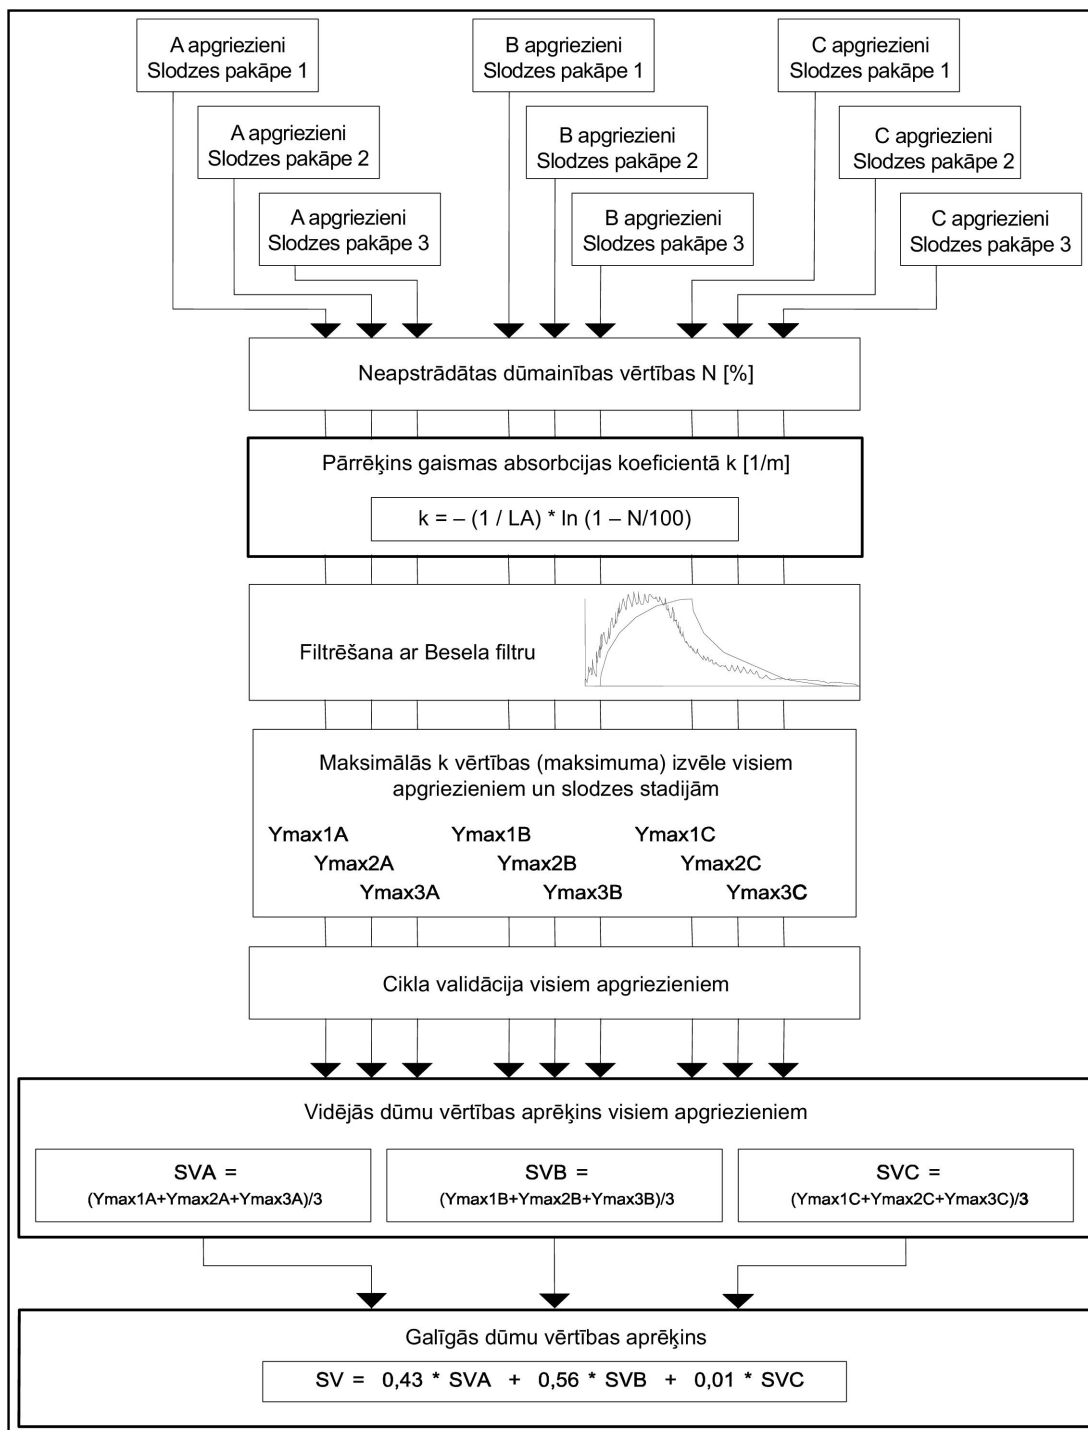 A apgriezieni
Slodzes pakāpe 1
B apgriezieni
Slodzes pakāpe 1
C apgriezieni
Slodzes pakāpe 1
A apgriezieni
Slodzes pakāpe 2
B apgriezieni
Slodzes pakāpe 2
C apgriezieni
Slodzes pakāpe 2
A apgriezieni
Slodzes pakāpe 3
B apgriezieni
Slodzes pakāpe 3
C apgriezieni
Slodzes pakāpe 3
Neapstrādātas dūmainības vērtības N [%]
Pārrēķins gaismas absorbcijas koeficientā k [1/m]
k = – (1 / LA) * ln (1 – N/100)
Filtrēšana ar Besela filtru
Maksimālās k vērtības (maksimuma) izvēle visiem
apgriezieniem un slodzes stadijām
Ymax1A Ymax1B Ymax1C
Ymax2A Ymax2B Ymax2C
Ymax3A Ymax3B Ymax3C
Cikla validācija visiem apgriezieniem
Vidējās dūmu vērtības aprēķins visiem apgriezieniem
SVA =
(Ymax1A+Ymax2A+Ymax3A)/3
SVB =
(Ymax1B+Ymax2B+Ymax3B)/3
SVC =
(Ymax1C+Ymax2C+Ymax3C)/3
Galīgās dūmu vērtības aprēķins
SV = 0,43 * SVA + 0,56 * SVB + 0,01 * SVC